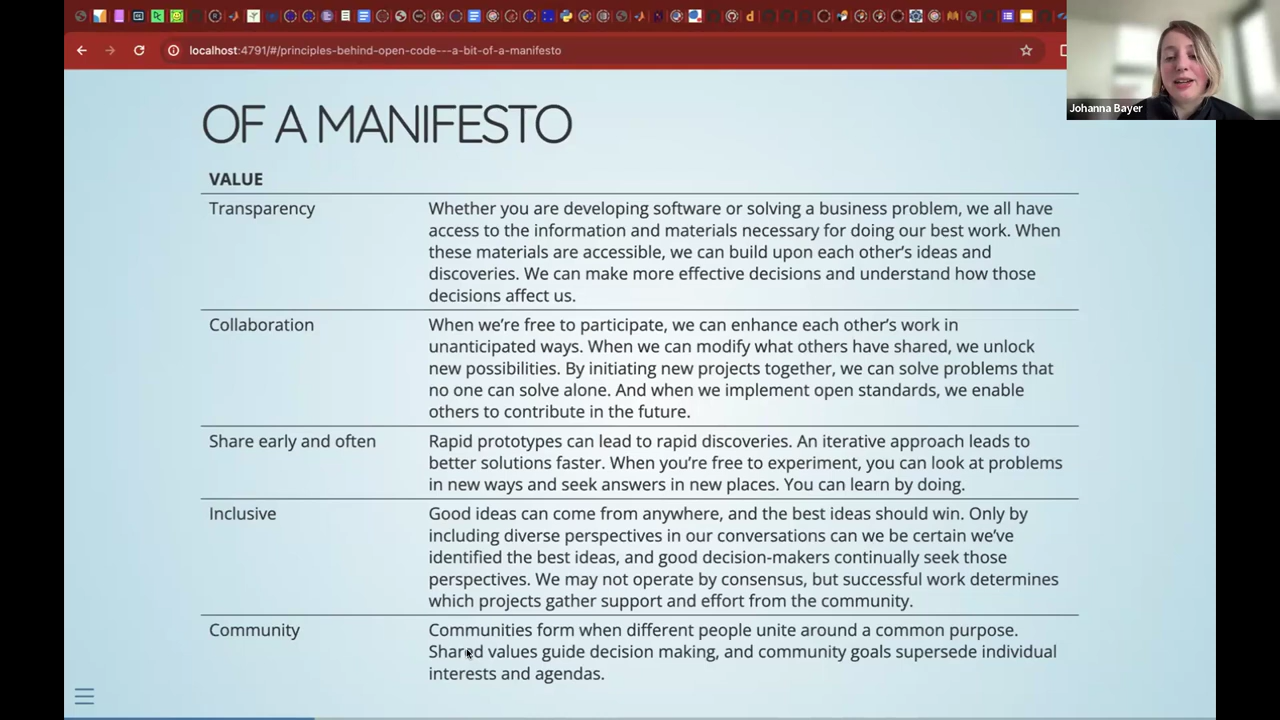 localhost:4791/#/principles-behind-open-code---a-bit-of-a-manifesto
Johanna Bayer
OF A MANIFESTO
VALUE
Transparency
Whether you are developing software or solving a business problem, we all have
access to the information and materials necessary for doing our best work. When
these materials are accessible, we can build upon each other’s ideas and
discoveries. We can make more effective decisions and understand how those
decisions affect us.
Collaboration
When we’re free to participate, we can enhance each other’s work in
unanticipated ways. When we can modify what others have shared, we unlock
new possibilities. By initiating new projects together, we can solve problems that
no one can solve alone. And when we implement open standards, we enable
others to contribute in the future.
Share early and often
Rapid prototypes can lead to rapid discoveries. An iterative approach leads to
better solutions faster. When you’re free to experiment, you can look at problems
in new ways and seek answers in new places. You can learn by doing.
Inclusive
Good ideas can come from anywhere, and the best ideas should win. Only by
including diverse perspectives in our conversations can we be certain we’ve
identified the best ideas, and good decision-makers continually seek those
perspectives. We may not operate by consensus, but successful work determines
which projects gather support and effort from the community.
Community
Communities form when different people unite around a common purpose.
Shared values guide decision making, and community goals supersede individual
interests and agendas.